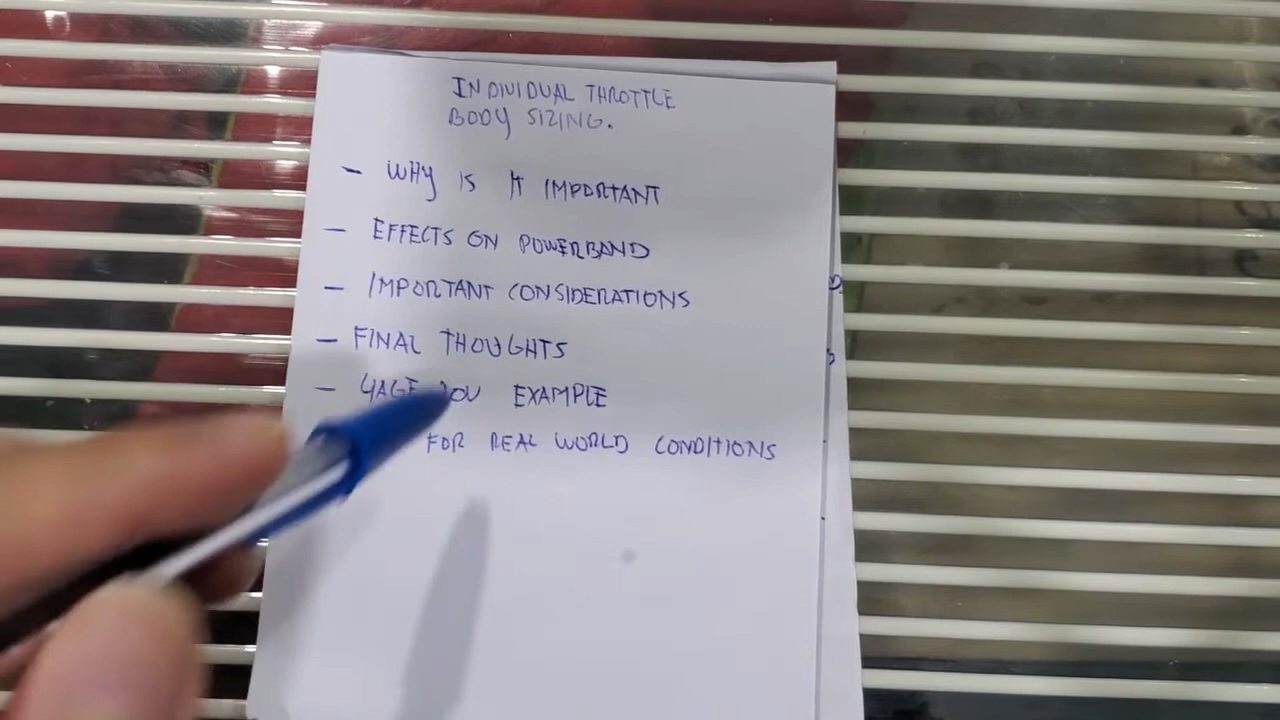 INDIVIDUAL THROTTLE
BODY SIZING.
- WHY IS IT IMPORTANT
- EFFECTS ON POWERBAND
- IMPORTANT CONSIDERATIONS
- FINAL THOUGHTS
- 4AGE EXAMPLE
FOR REAL WORLD CONDITIONS